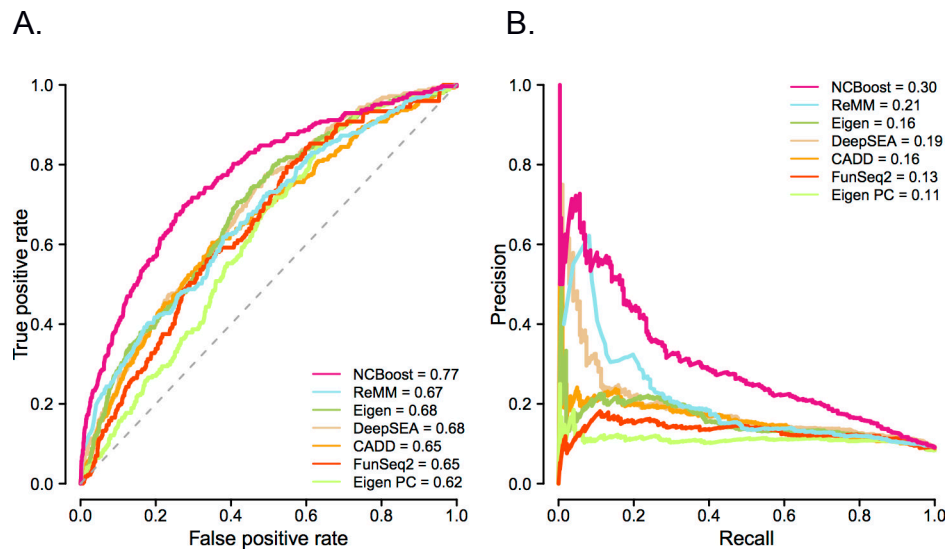 A.
True positive rate
1.0
0.8
0.6
0.4
0.2
0.0
NCBoost = 0.77
ReMM = 0.67
Eigen = 0.68
DeepSEA = 0.68
CADD = 0.65
FunSeq2 = 0.65
Eigen PC = 0.62
0.0 0.2 0.4 0.6 0.8 1.0
False positive rate
B.
Precision
1.0
0.8
0.6
0.4
0.2
0.0
NCBoost = 0.30
ReMM = 0.21
Eigen = 0.16
DeepSEA = 0.19
CADD = 0.16
FunSeq2 = 0.13
Eigen PC = 0.11
0.0 0.2 0.4 0.6 0.8 1.0
Recall